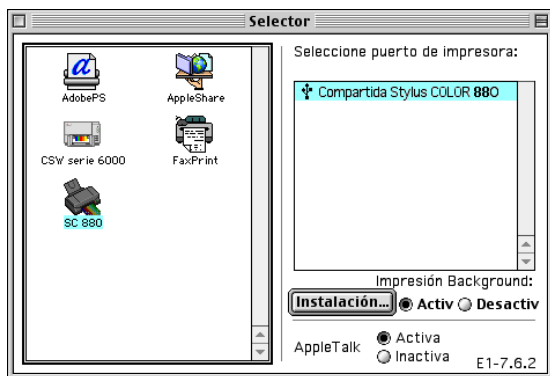 Selector
AdobePS
AppleShare
CSW serie 6000
FaxPrint
SC 880
Seleccione puerto de impresora:
Compartida Stylus COLOR 880
Impresión Background:
Instalación... Activ Desactiv
AppleTalk Activa
Inactiva
E1-7.6.2